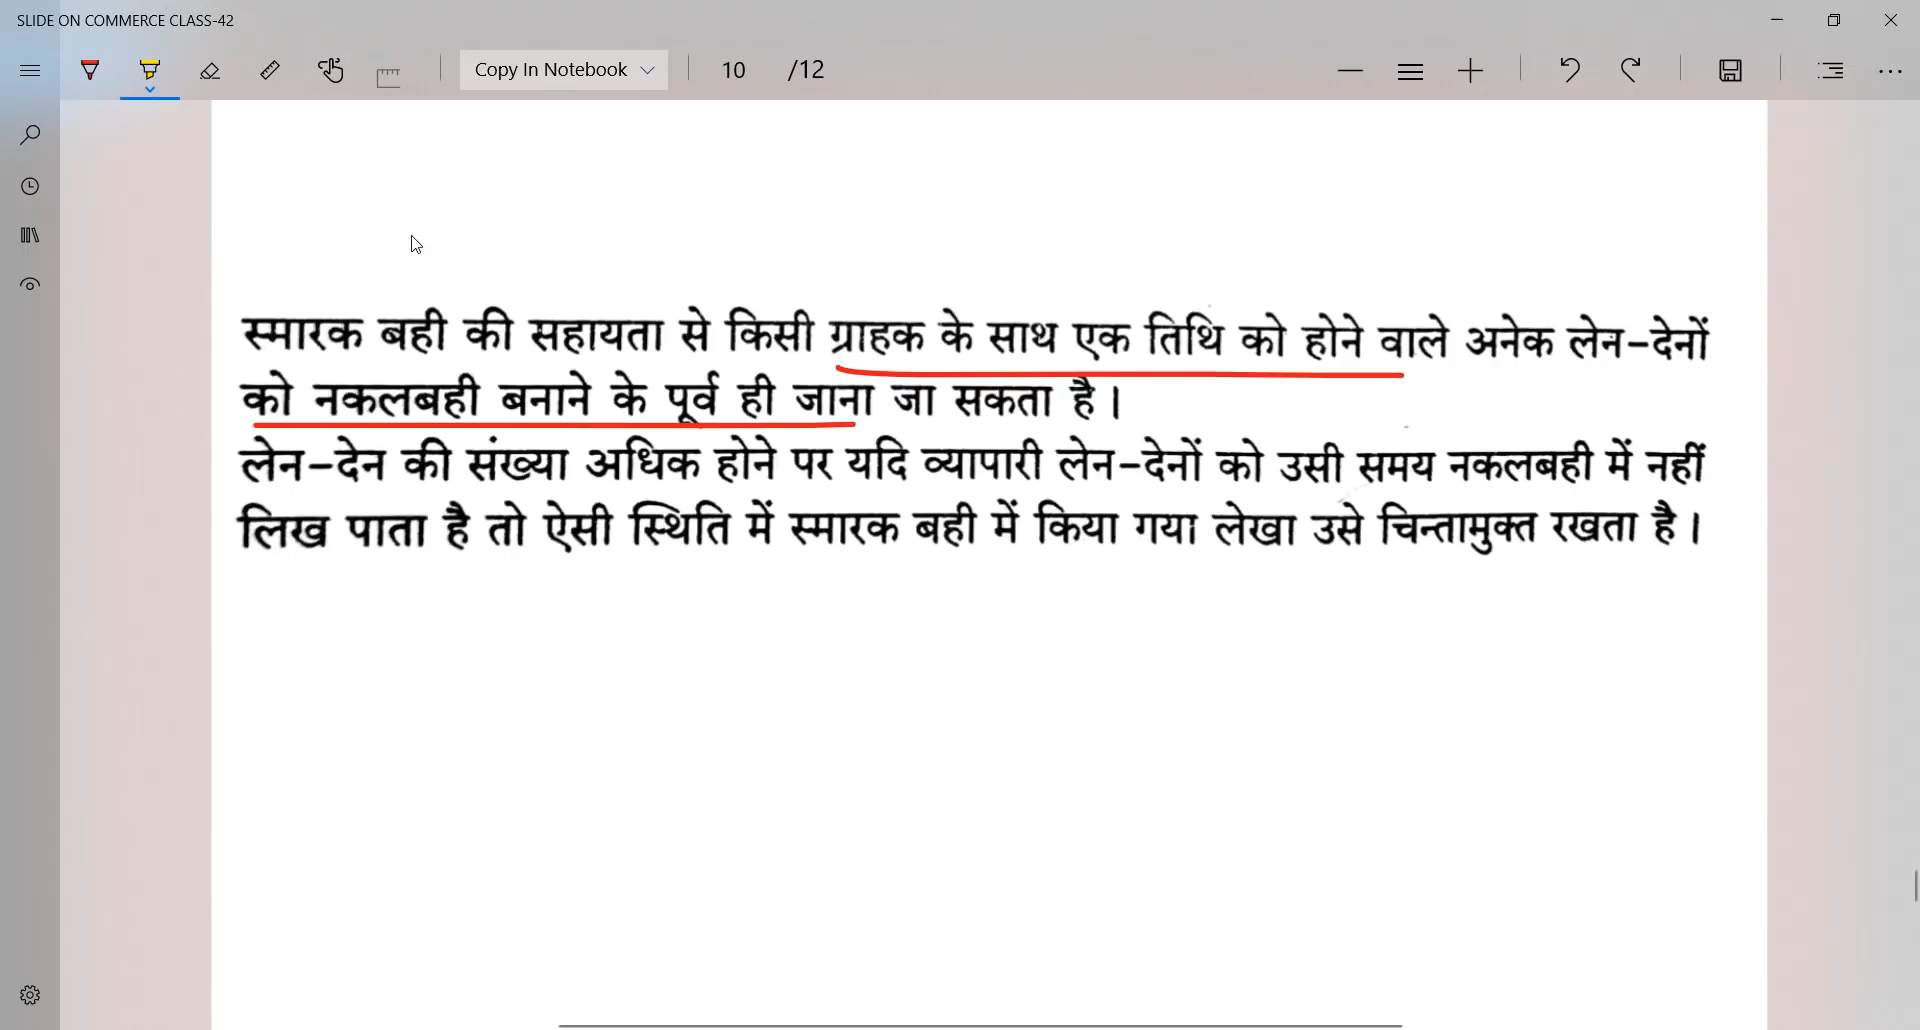 SLIDE ON COMMERCE CLASS-42
Copy In Notebook 10 /12
स्मारक बही की सहायता से किसी ग्राहक के साथ एक तिथि को होने वाले अनेक लेन-देनों
को नकलबही बनाने के पूर्व ही जाना जा सकता है।
लेन-देन की संख्या अधिक होने पर यदि व्यापारी लेन-देनों को उसी समय नकलबही में नहीं
लिख पाता है तो ऐसी स्थिति में स्मारक बही में किया गया लेखा उसे चिन्तामुक्त रखता है।